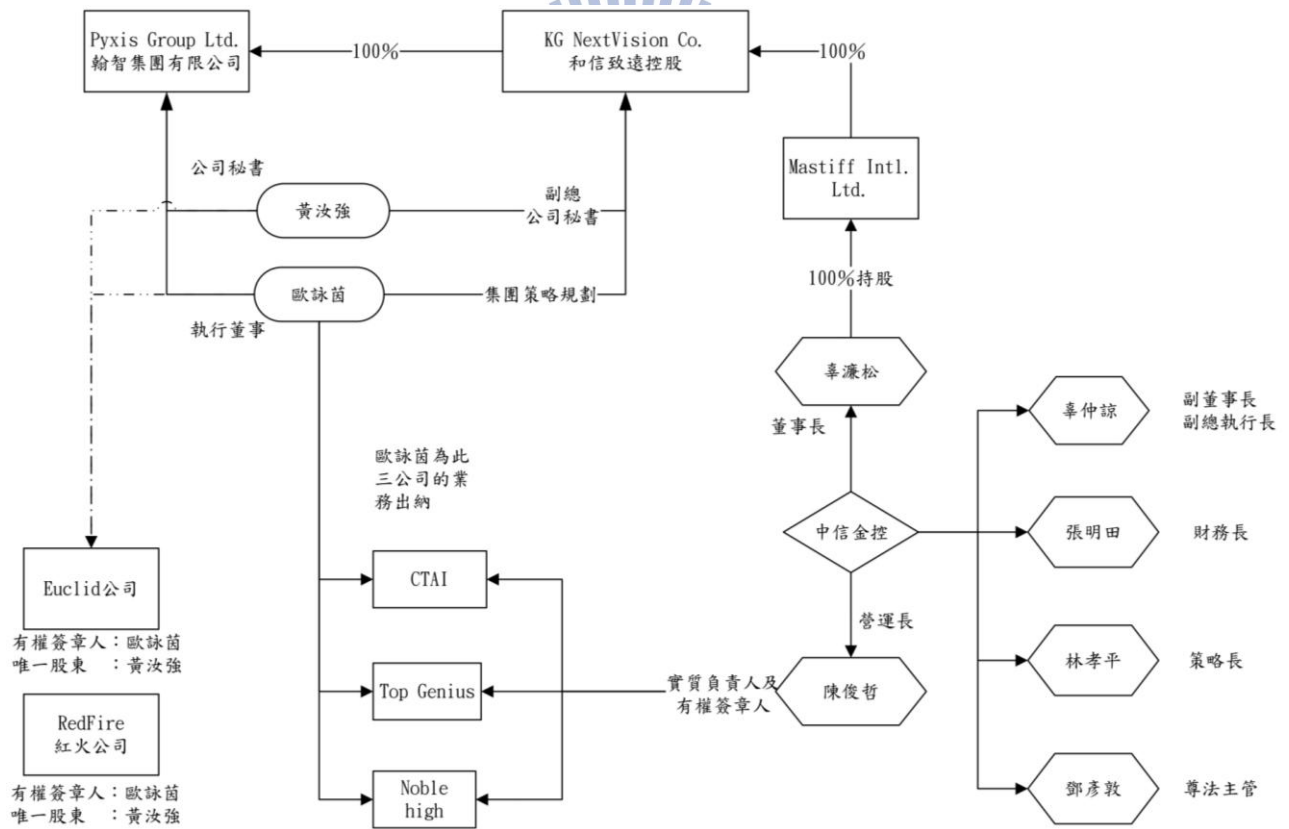 Pyxis Group Ltd.
翰智集團有限公司
100%
KG NextVision Co.
和信致遠控股
100%
Mastiff Intl.
Ltd.
公司秘書
黃汝強
副總
公司秘書
歐詠茵
集團策略規劃
執行董事
100%持股
辜濂松
董事長
辜仲諒
副董事長
副總執行長
歐詠茵為此
三公司的業
務出納
中信金控
張明田
財務長
Euclid公司
有權簽章人：歐詠茵
唯一股東　：黃汝強
CTAI
營運長
林孝平
策略長
Top Genius
實質負責人及
有權簽章人
陳俊哲
RedFire
紅火公司
有權簽章人：歐詠茵
唯一股東　：黃汝強
Noble
high
鄧彥敦
尊法主管